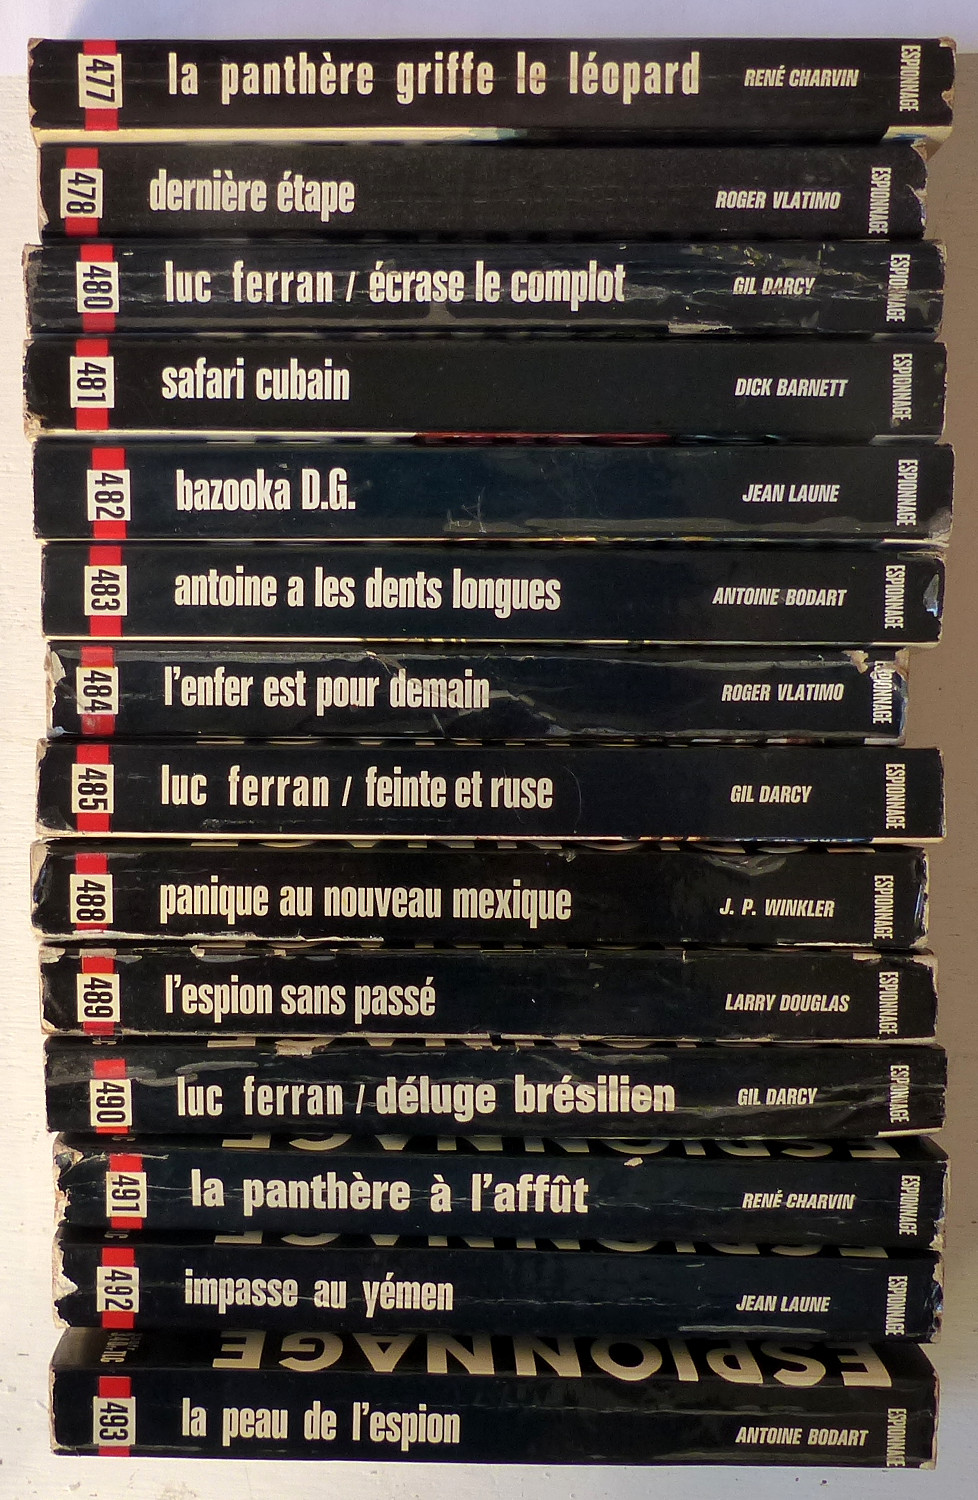 477 la panthère griffe le léopard RENÉ CHARVIN ESPIONNAGE
478 dernière étape ROGER VLATIMO ESPIONNAGE
480 luc ferran / écrase le complot GIL DARCY ESPIONNAGE
481 safari cubain DICK BARNETT ESPIONNAGE
482 bazooka D.G. JEAN LAUNE ESPIONNAGE
483 antoine a les dents longues ANTOINE BODART ESPIONNAGE
484 l'enfer est pour demain ROGER VLATIMO ESPIONNAGE
485 luc ferran / feinte et ruse GIL DARCY ESPIONNAGE
488 panique au nouveau mexique J. P. WINKLER ESPIONNAGE
489 l'espion sans passé LARRY DOUGLAS ESPIONNAGE
490 luc ferran / déluge brésilien GIL DARCY ESPIONNAGE
ESPIONNAGE
491 la panthère à l'affût RENÉ CHARVIN ESPIONNAGE
ESPIONNAGE
492 impasse au yémen JEAN LAUNE ESPIONNAGE
ESPIONNAGE
493 la peau de l'espion ANTOINE BODART ESPIONNAGE